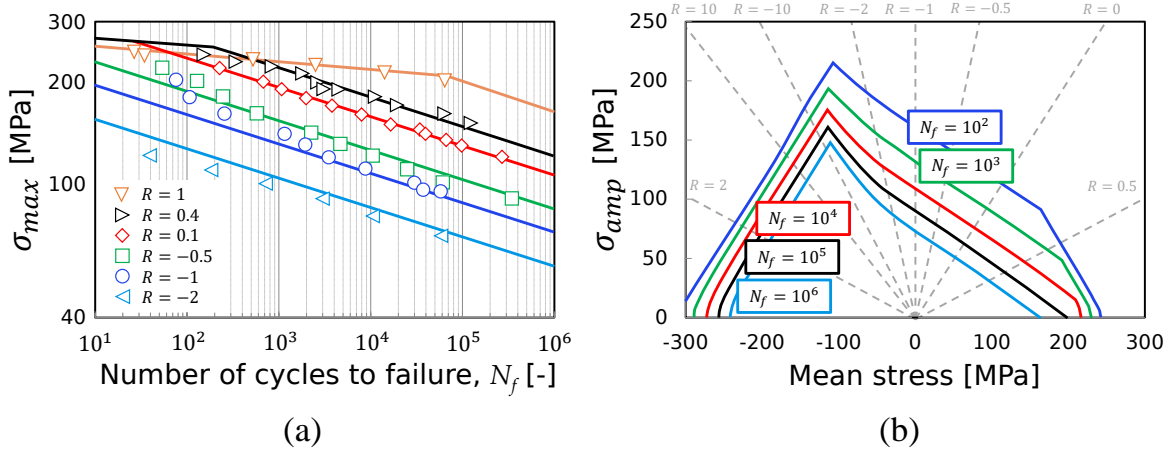 300
200
100
40
σmax [MPa]
R = 1
R = 0.4
R = 0.1
R = −0.5
R = −1
R = −2
10¹ 10² 10³ 10⁴ 10⁵ 10⁶
Number of cycles to failure, Nf [-]
(a)
R = 10 R = −10 R = −2 R = −1 R = −0.5 R = 0
250
200
150
100
50
0
σamp [MPa]
Nf = 10²
Nf = 10³
R = 2
R = 0.5
Nf = 10⁴
Nf = 10⁵
Nf = 10⁶
-300 -200 -100 0 100 200 300
Mean stress [MPa]
(b)